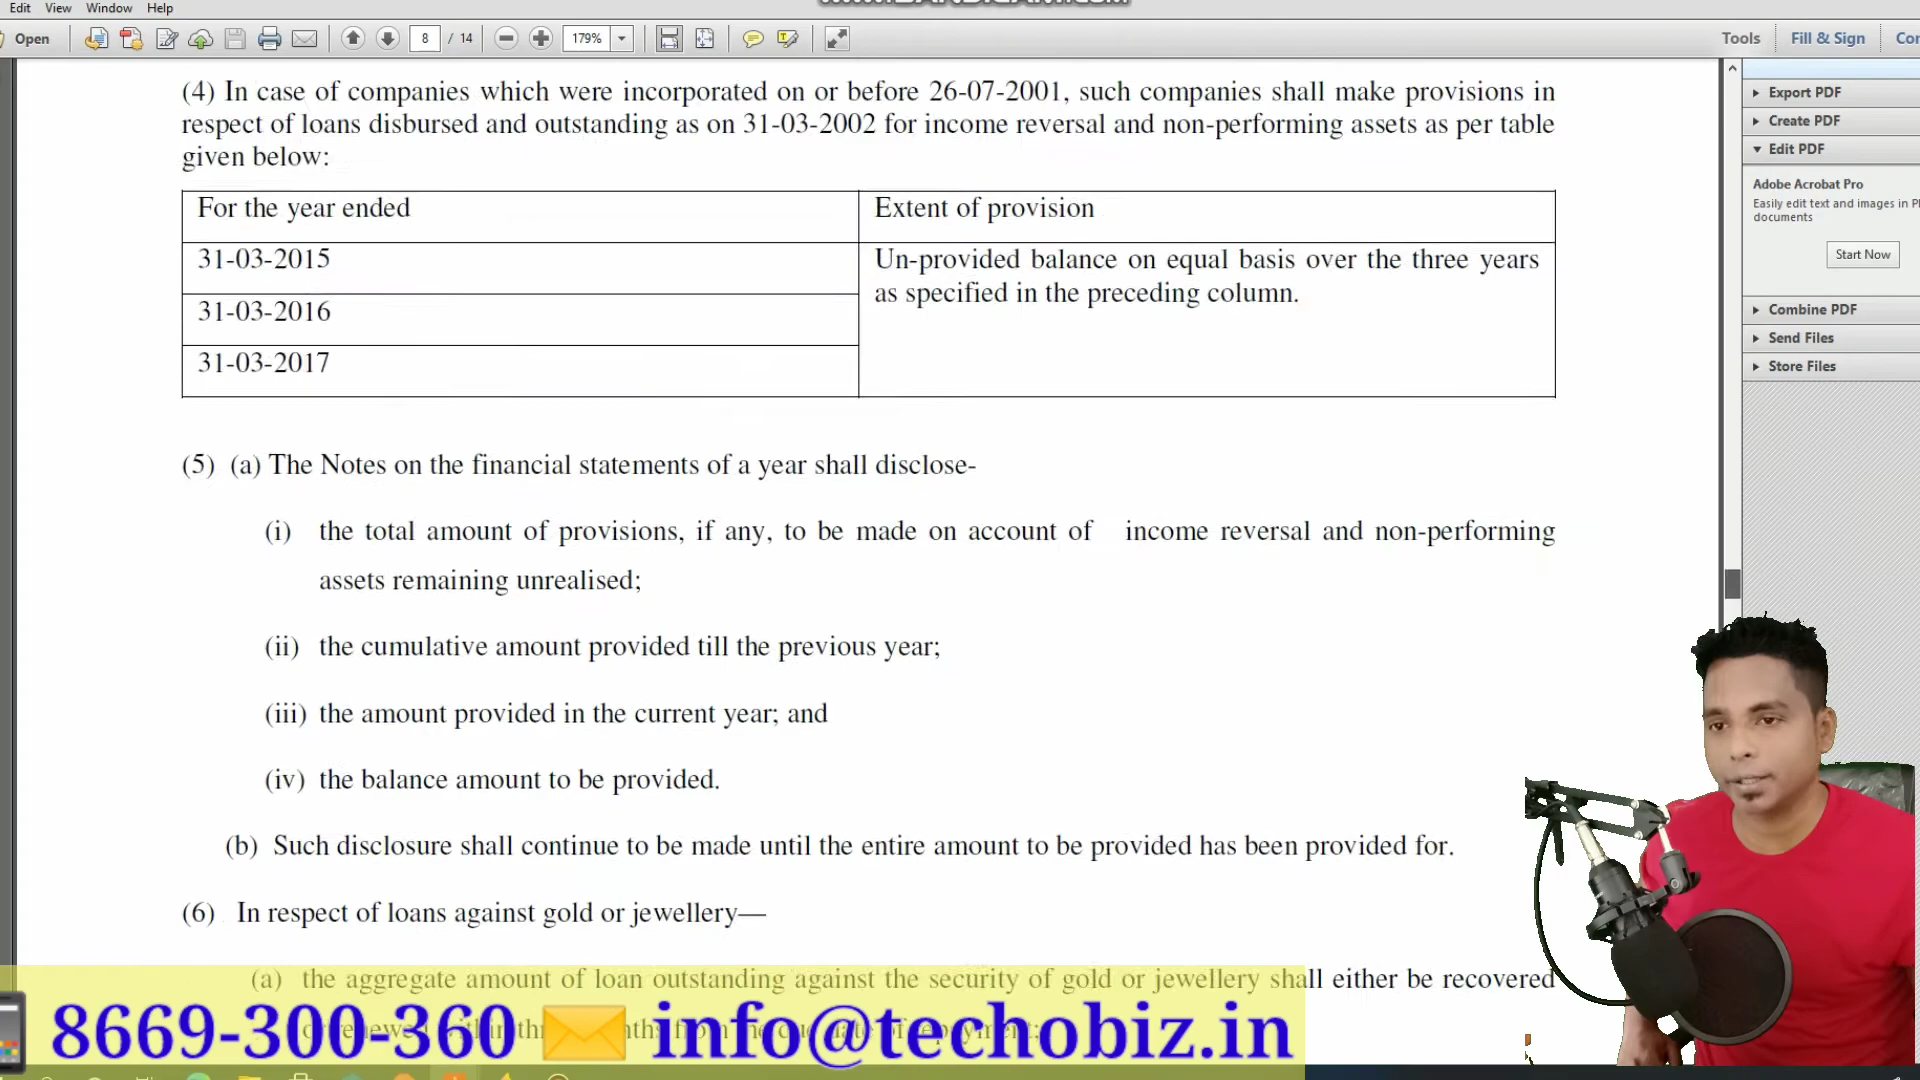 Edit View Window Help
Open 8 / 14 179% Tools Fill & Sign
(4) In case of companies which were incorporated on or before 26-07-2001, such companies shall make provisions in
respect of loans disbursed and outstanding as on 31-03-2002 for income reversal and non-performing assets as per table
given below:
For the year ended Extent of provision
31-03-2015 Un-provided balance on equal basis over the three years
as specified in the preceding column.
31-03-2016
31-03-2017
(5) (a) The Notes on the financial statements of a year shall disclose-
(i) the total amount of provisions, if any, to be made on account of income reversal and non-performing
assets remaining unrealised;
(ii) the cumulative amount provided till the previous year;
(iii) the amount provided in the current year; and
(iv) the balance amount to be provided.
(b) Such disclosure shall continue to be made until the entire amount to be provided has been provided for.
(6) In respect of loans against gold or jewellery—
(a) the aggregate amount of loan outstanding against the security of gold or jewellery shall either be recovered
8669-300-360 info@techobiz.in
Export PDF
Create PDF
Edit PDF
Adobe Acrobat Pro
Easily edit text and images in
documents
Start Now
Combine PDF
Send Files
Store Files